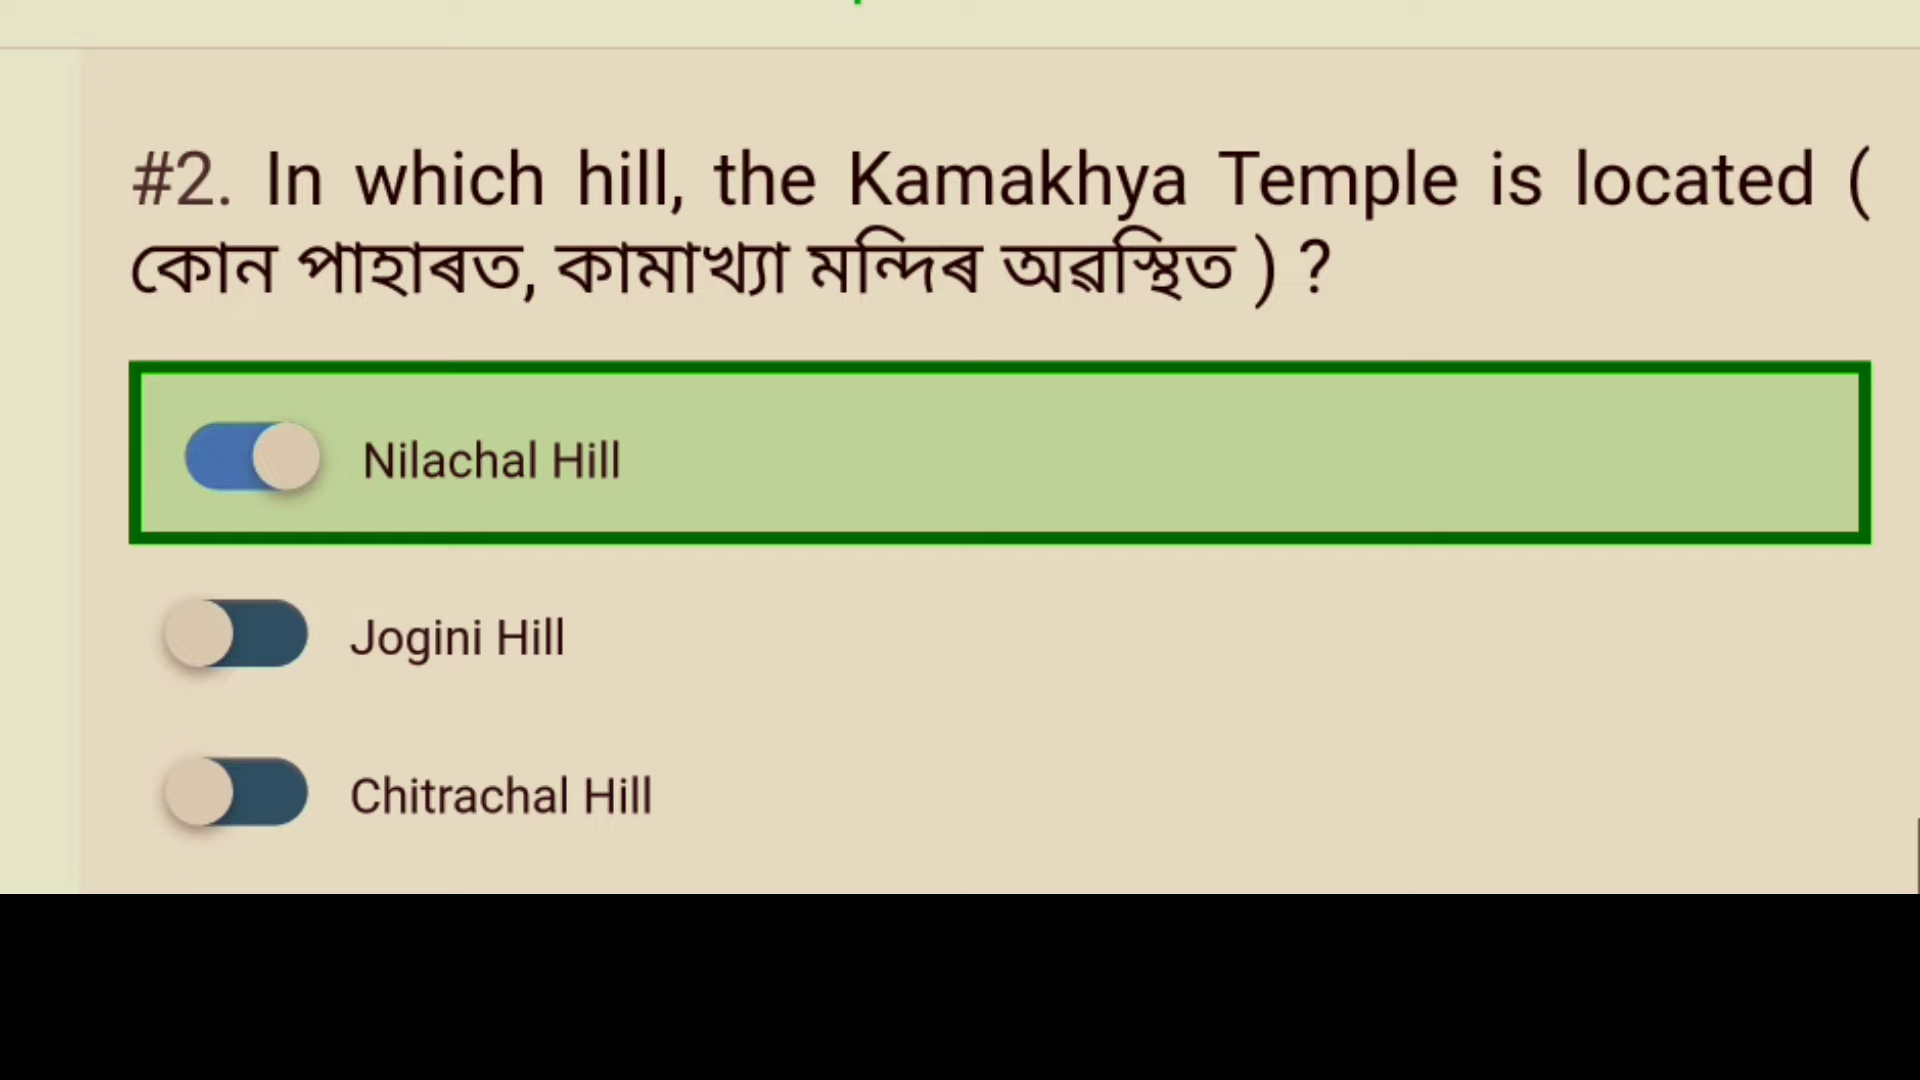 #2. In which hill, the Kamakhya Temple is located (
কোন পাহাৰত, কামাখ্যা মন্দিৰ অৱস্থিত ) ?
Nilachal Hill
Jogini Hill
Chitrachal Hill